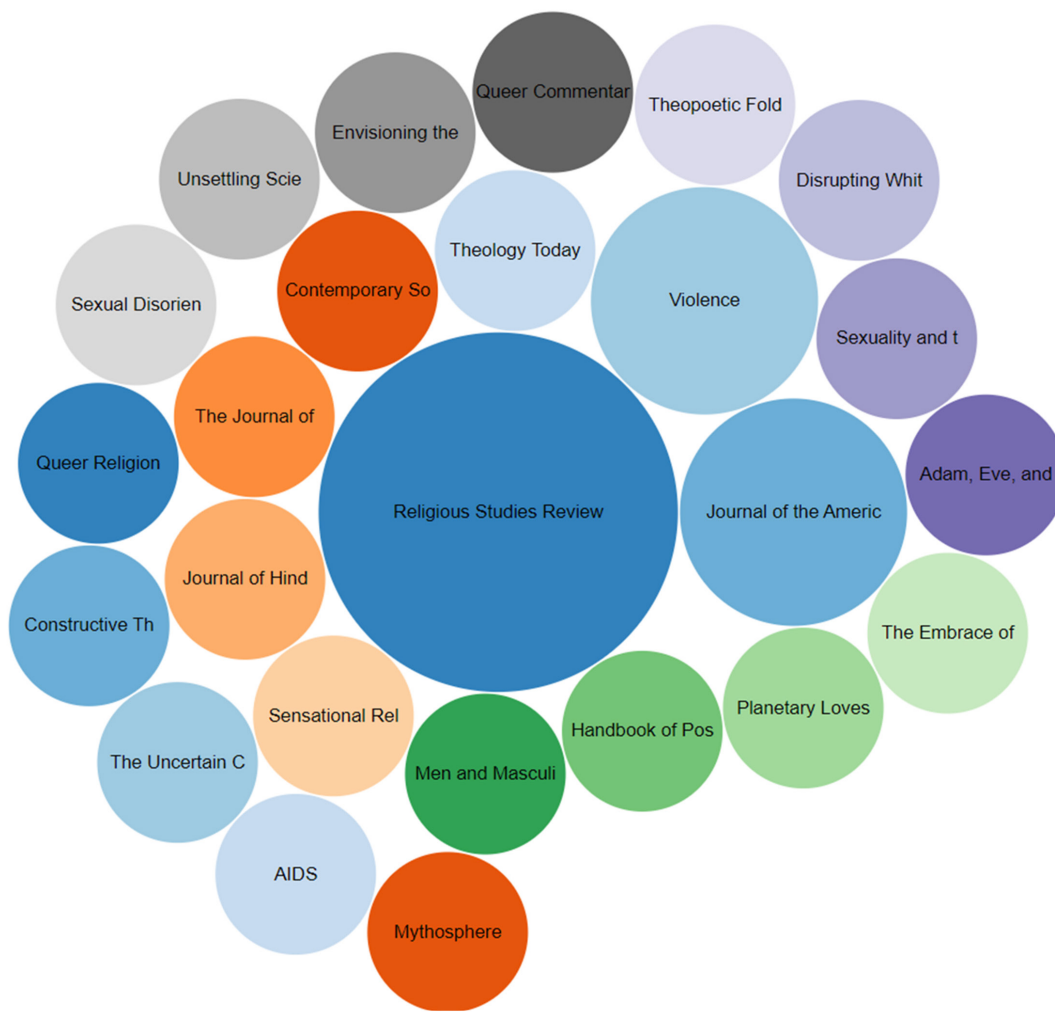 Queer Commentar
Theopoetic Fold
Envisioning the
Unsettling Scie
Disrupting Whit
Theology Today
Contemporary So
Violence
Sexual Disorien
Sexuality and t
The Journal of
Queer Religion
Adam, Eve, and
Religious Studies Review
Journal of the Americ
Journal of Hind
Constructive Th
The Embrace of
Planetary Loves
Sensational Rel
Handbook of Pos
The Uncertain C
Men and Masculi
AIDS
Mythosphere